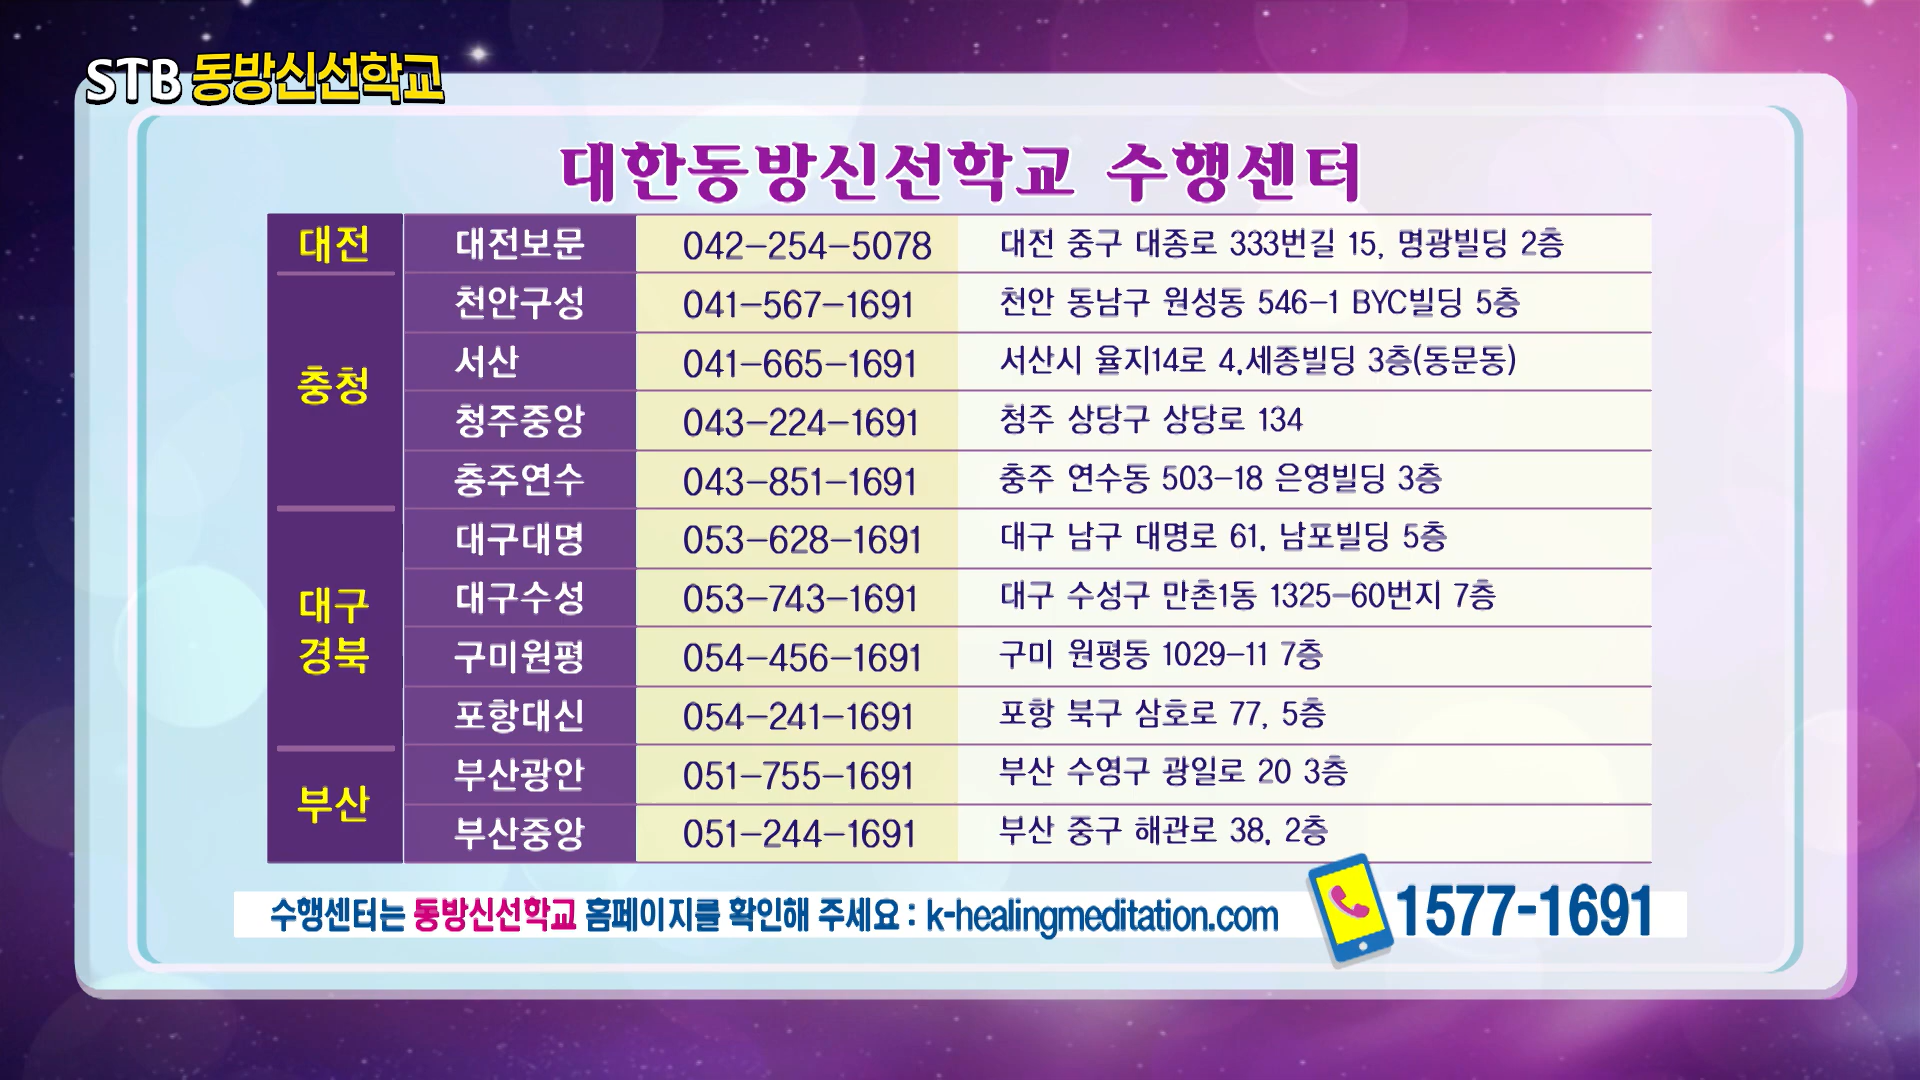 STB 동방신선학교
대한동방신선학교 수행센터
대전 대전보문 042-254-5078 대전 중구 대종로 333번길 15, 명광빌딩 2층
충청 천안구성 041-567-1691 천안 동남구 원성동 546-1 BYC빌딩 5층
서산 041-665-1691 서산시 율지14로 4,세종빌딩 3층(동문동)
청주중앙 043-224-1691 청주 상당구 상당로 134
충주연수 043-851-1691 충주 연수동 503-18 은영빌딩 3층
대구 경북 대구대명 053-628-1691 대구 남구 대명로 61, 남포빌딩 5층
대구수성 053-743-1691 대구 수성구 만촌1동 1325-60번지 7층
구미원평 054-456-1691 구미 원평동 1029-11 7층
포항대신 054-241-1691 포항 북구 삼호로 77, 5층
부산 부산광안 051-755-1691 부산 수영구 광일로 20 3층
부산중앙 051-244-1691 부산 중구 해관로 38, 2층
수행센터는 동방신선학교 홈페이지를 확인해 주세요 : k-healingmeditation.com 1577-1691